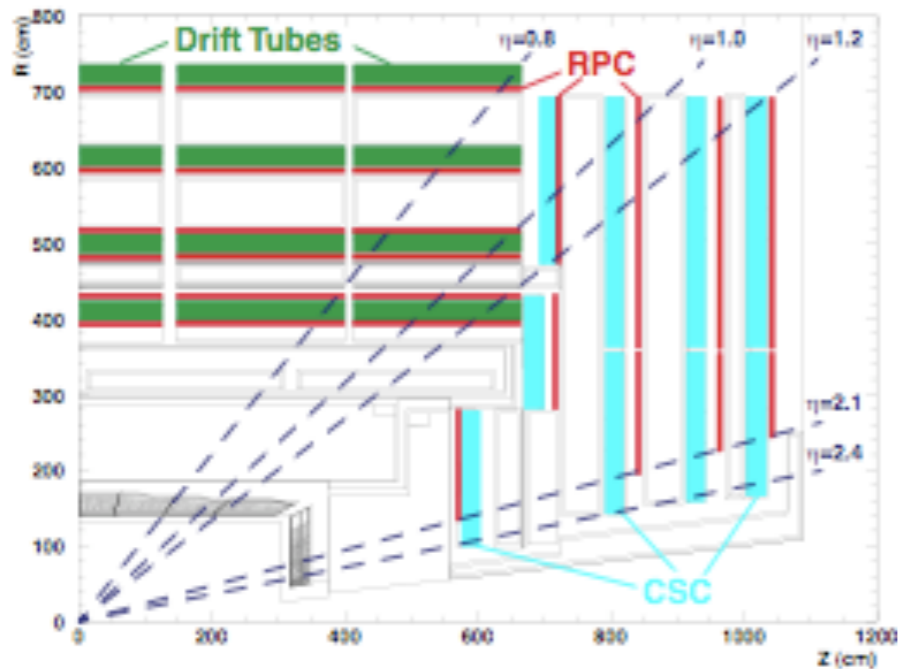 800
Drift Tubes
η=0.8
η=1.0
η=1.2
R (cm)
RPC
700
600
500
400
300
η=2.1
200
η=2.4
100
CSC
0
0
200
400
600
800
1000
1200
Z (cm)